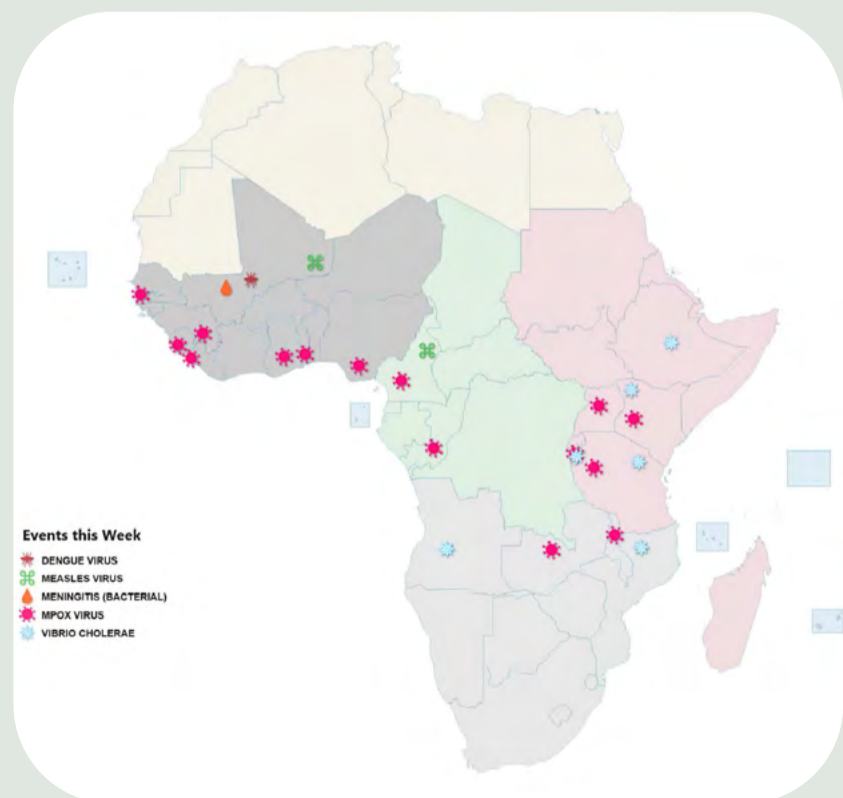 Events this Week
DENGUE VIRUS
MEASLES VIRUS
MENINGITIS (BACTERIAL)
MPOX VIRUS
VIBRIO CHOLERAE